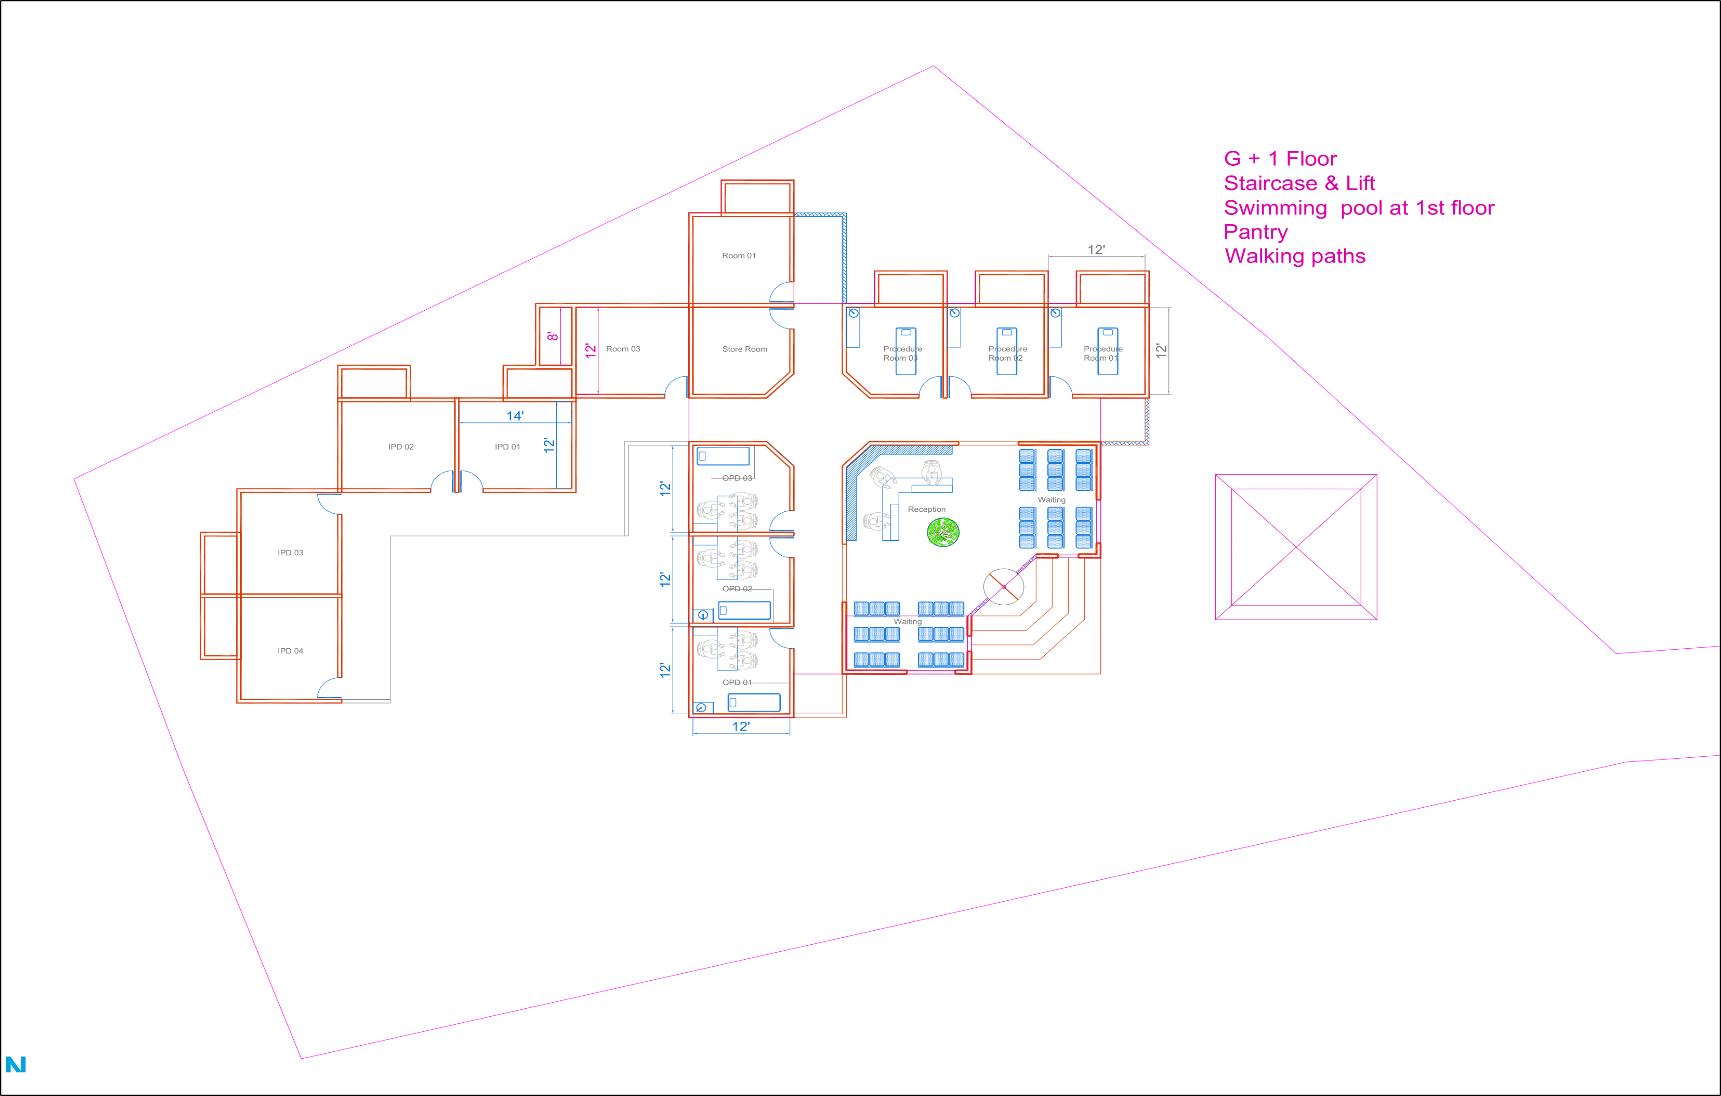 G + 1 Floor
Staircase & Lift
Swimming pool at 1st floor
Pantry
Walking paths
Room 01
12'
8'
12'
Room 03
Store Room
Procedure
Room 03
Procedure
Room 02
Procedure
Room 01
12'
14'
12'
IPD 02
IPD 01
OPD 03
12'
Waiting
Reception
IPD 03
12'
OPD 02
Waiting
IPD 04
12'
OPD 01
12'
N